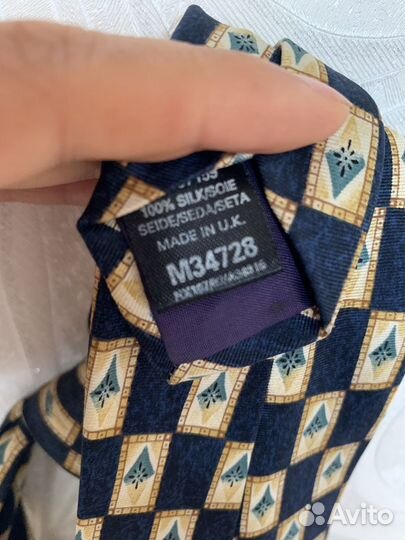 100% SILK/SOIE
SEIDE/SEDA/SETA
MADE IN U.K.
M34728
Avito